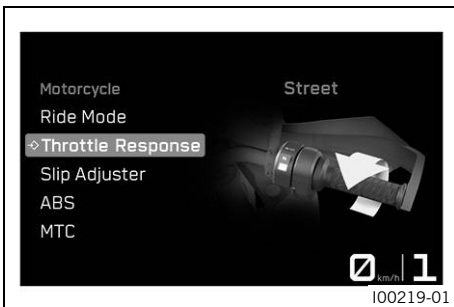 Motorcycle
Street
Ride Mode
Throttle Response
Slip Adjuster
ABS
MTC
0 km/h 1
I00219-01